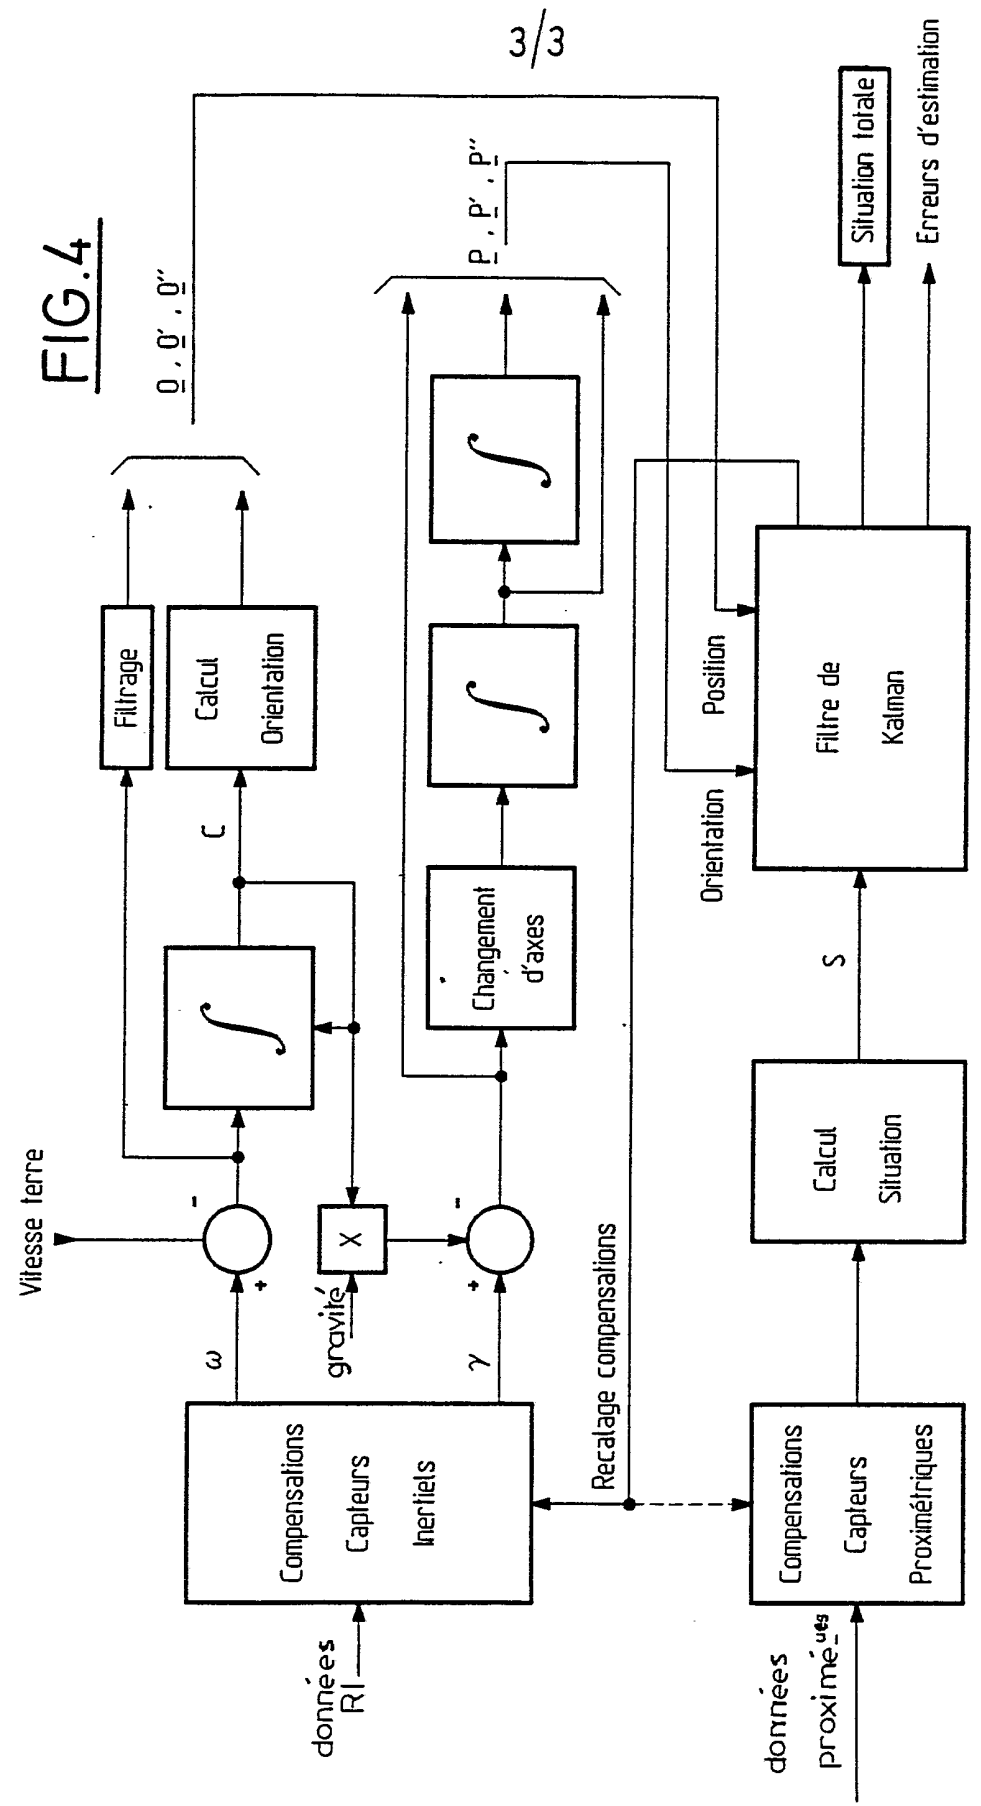 3/3
FIG.4
Vitesse terre
-
+
ω
données
RI
Compensations
Capteurs
Inertiels
∫
C
Filtrage
Calcul
Orientation
O , O' , O''
gravité
X
-
+
γ
Changement
d'axes
∫
∫
P , P' , P''
Recalage compensations
Orientation
Position
données
proximé_ues
Compensations
Capteurs
Proximétriques
Calcul
Situation
S
Filtre de
Kalman
Situation totale
Erreurs d'estimation